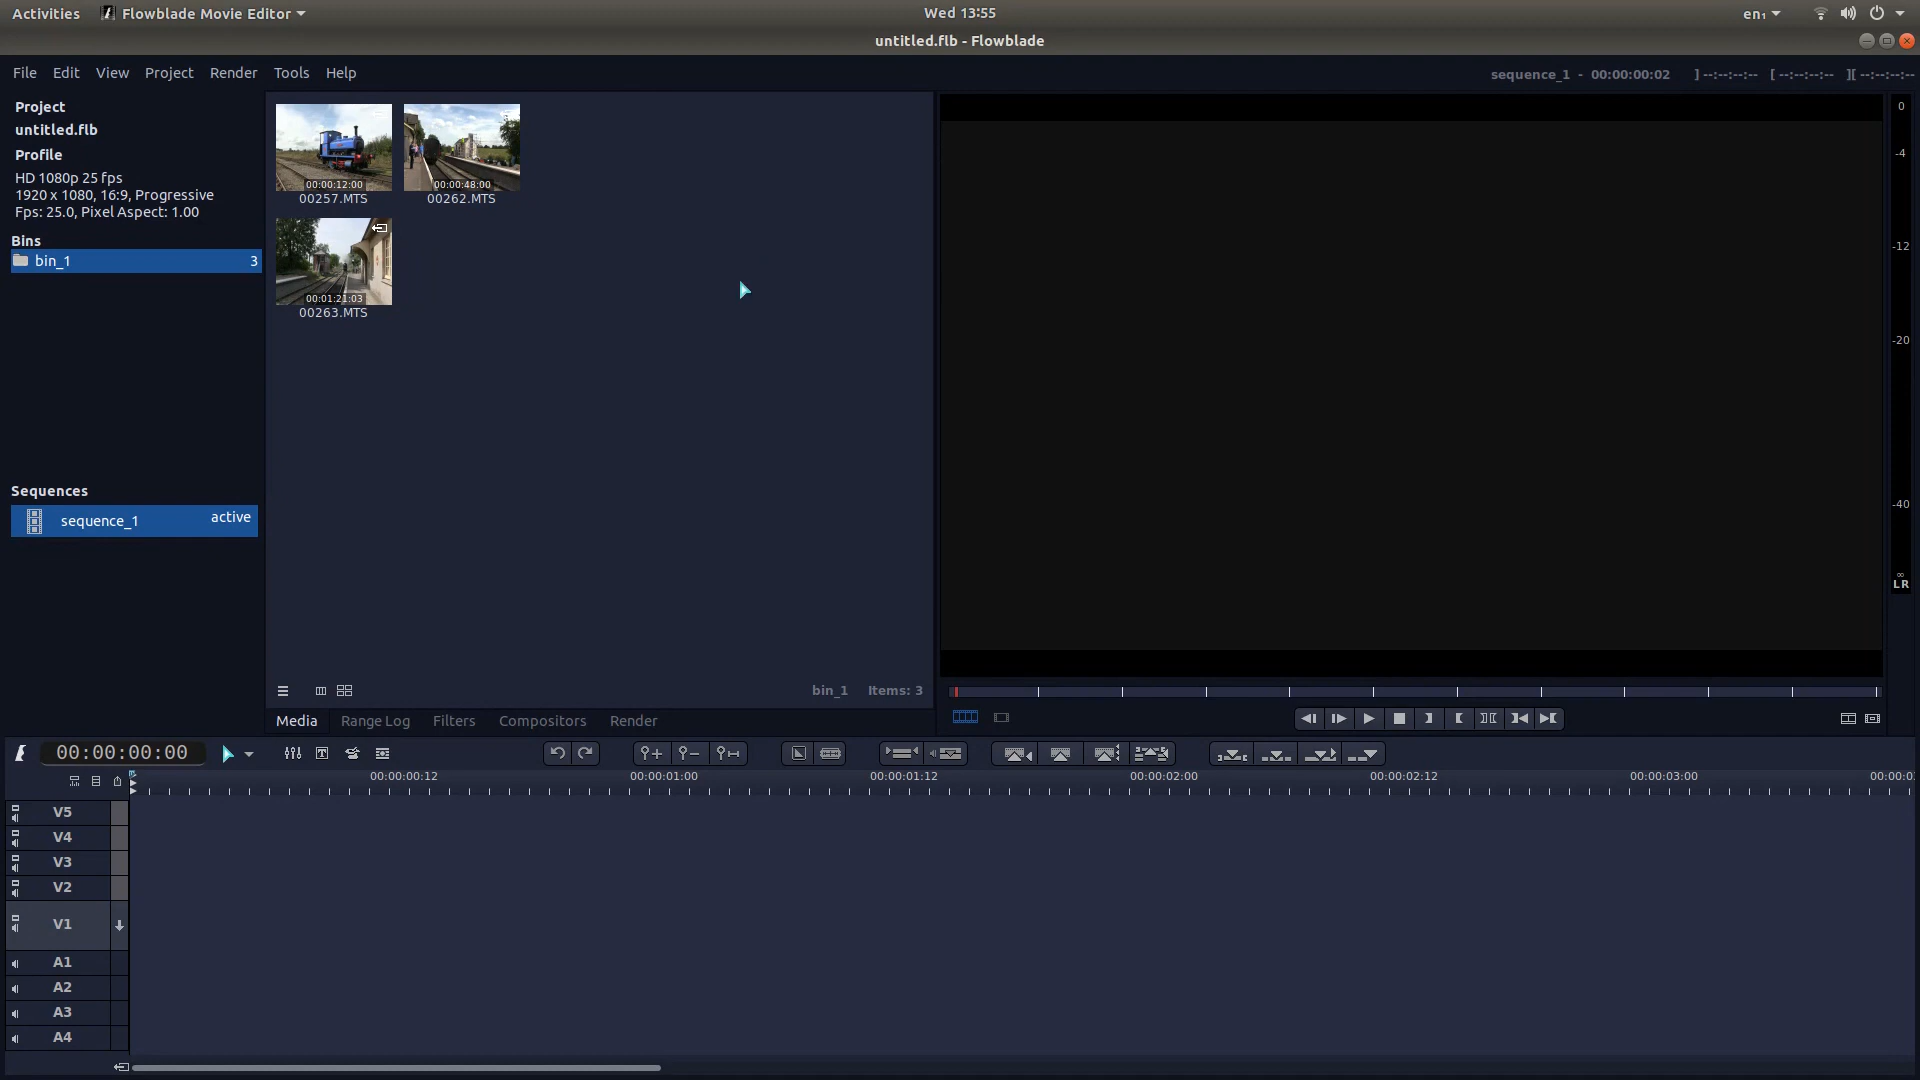 Activities
Flowblade Movie Editor
Wed 13:55
en₁
untitled.flb - Flowblade
File Edit View Project Render Tools Help
sequence_1 - 00:00:00:02
] --:--:--:-- [ --:--:--:-- ][ --:--:--:--
Project
untitled.flb
Profile
HD 1080p 25 fps
1920 x 1080, 16:9, Progressive
Fps: 25.0, Pixel Aspect: 1.00
Bins
bin_1 3
Sequences
sequence_1 active
00:00:12:00
00257.MTS
00:00:48:00
00262.MTS
00:01:21:03
00263.MTS
bin_1 Items: 3
Media Range Log Filters Compositors Render
0
-4
-12
-20
-40
∞
LR
00:00:00:00
00:00:00:12
00:00:01:00
00:00:01:12
00:00:02:00
00:00:02:12
00:00:03:00
V5
V4
V3
V2
V1
A1
A2
A3
A4